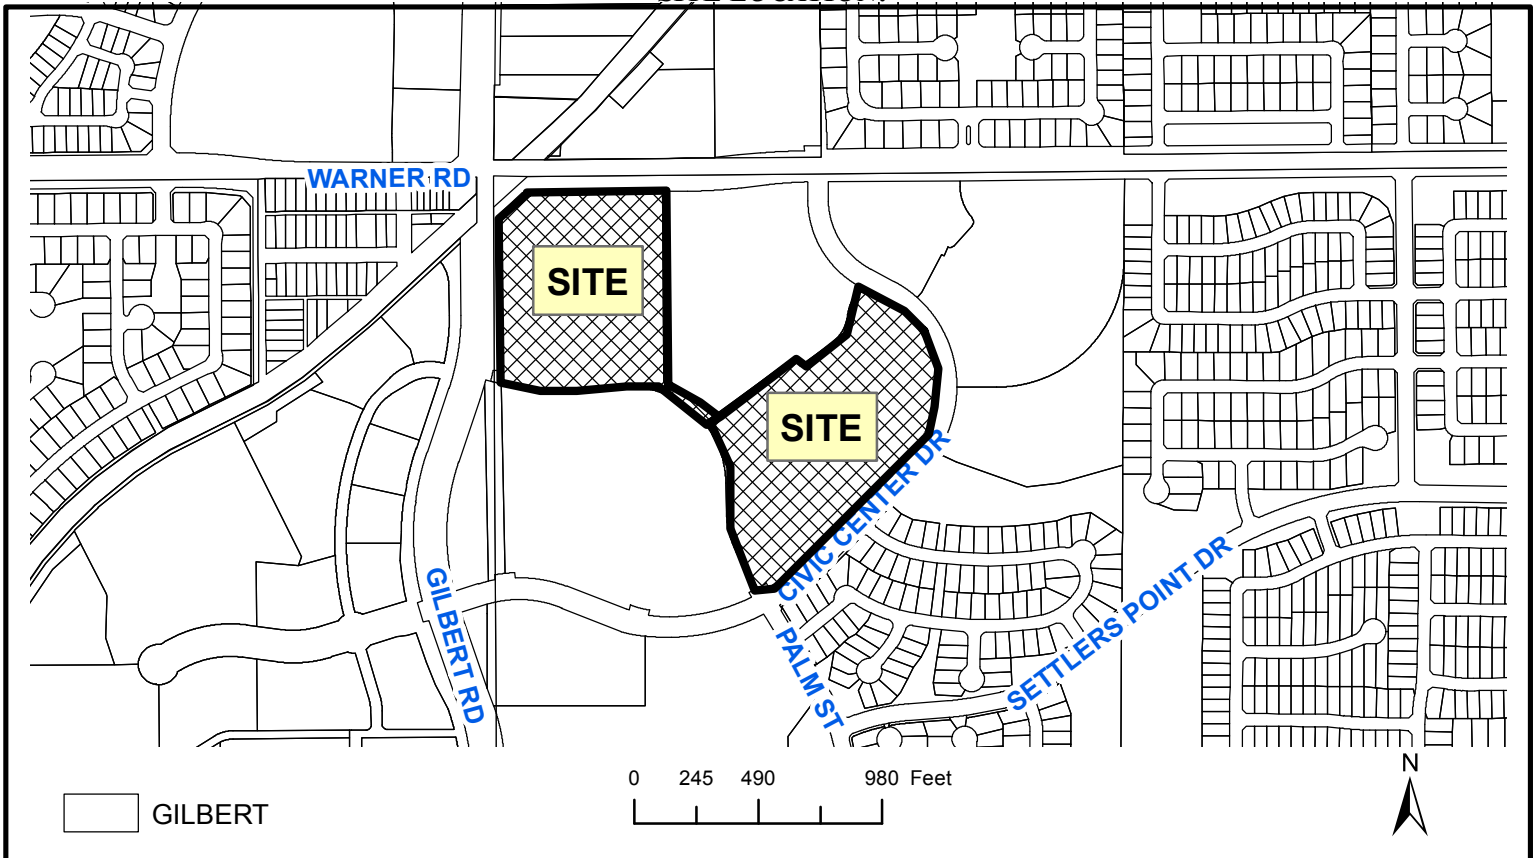 WARNER RD
SITE
SITE
CIVIC CENTER DR
GILBERT RD
PALM ST
SETTLERS POINT DR
0 245 490 980 Feet
N
GILBERT